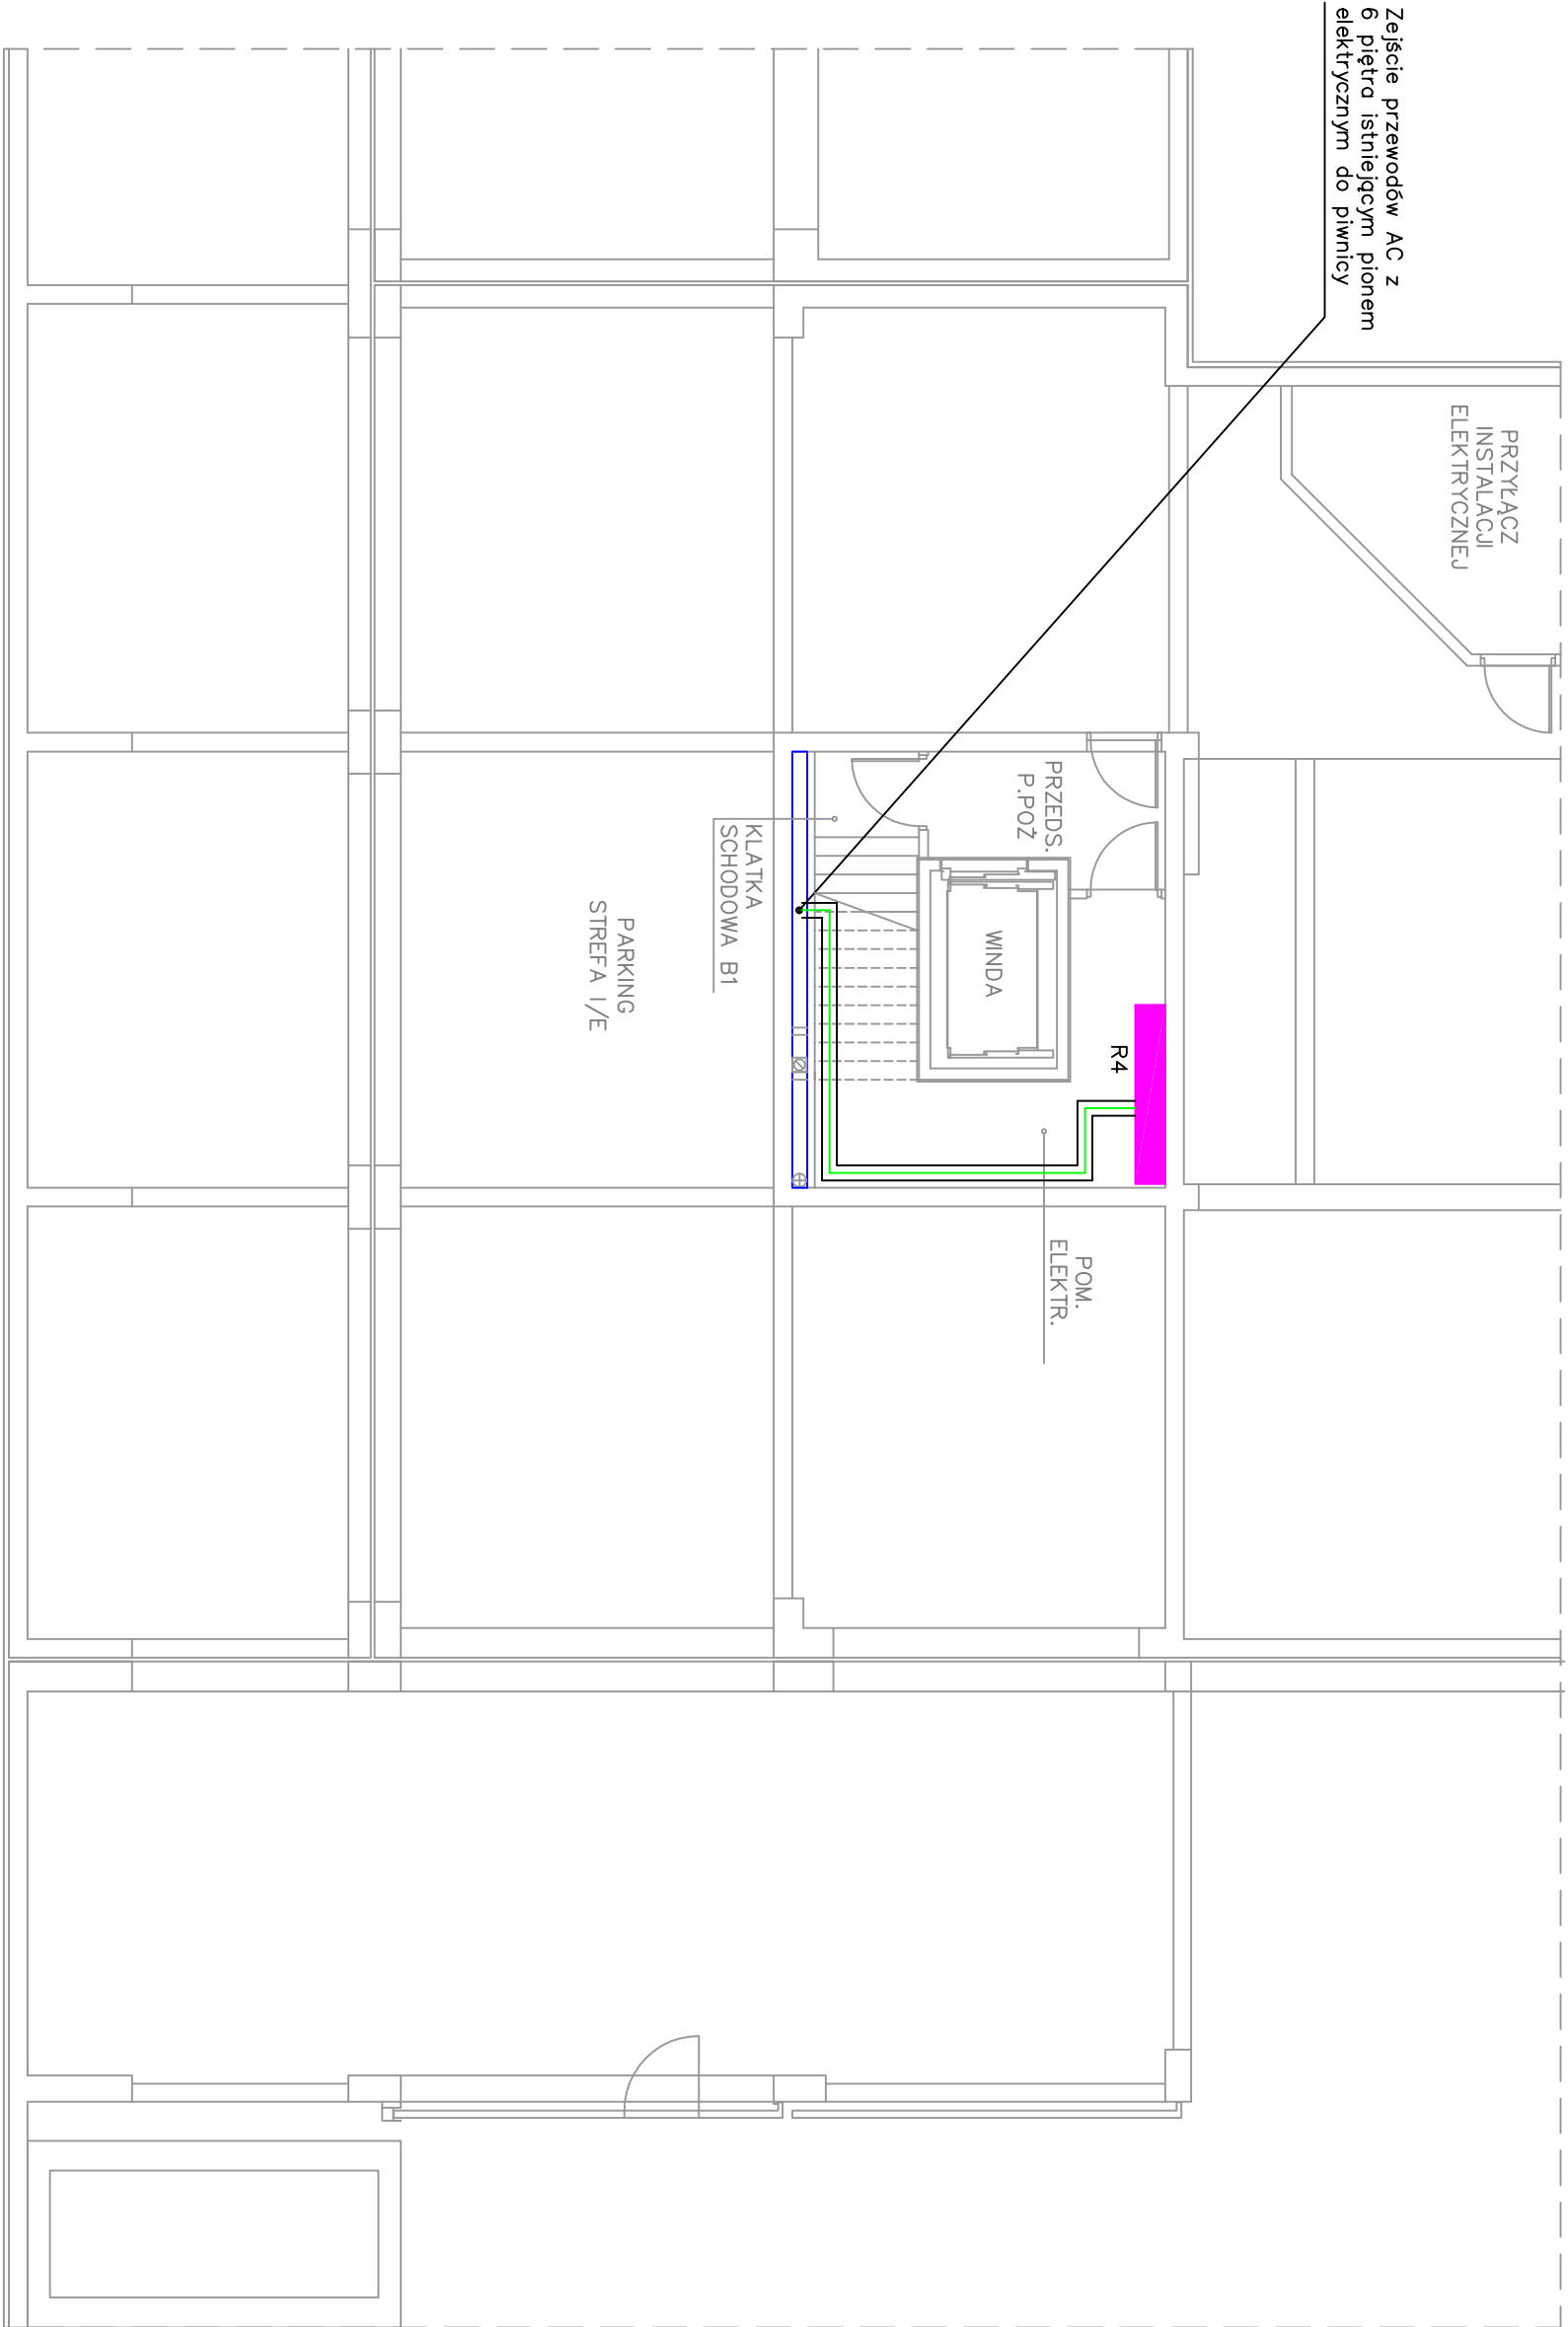 Zejście przewodów AC z
6 piętra istniejącym pionem
elektrycznym do piwnicy
PRZYŁĄCZ
INSTALACJI
ELEKTRYCZNEJ
PRZEDS.
P.POŻ
WINDA
R4
KLATKA
SCHODOWA B1
PARKING
STREFA I/E
POM.
ELEKTR.